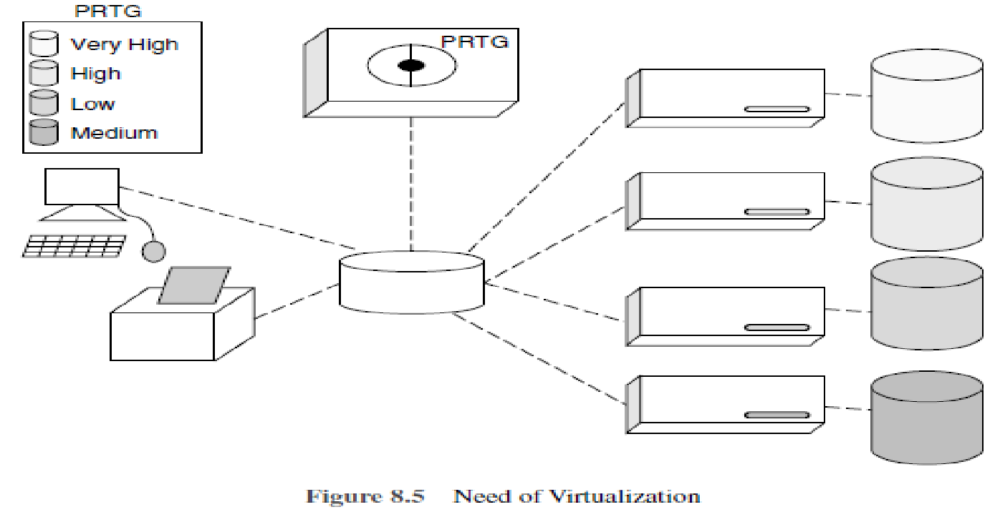 PRTG
Very High
High
Low
Medium
PRTG
Figure 8.5 Need of Virtualization